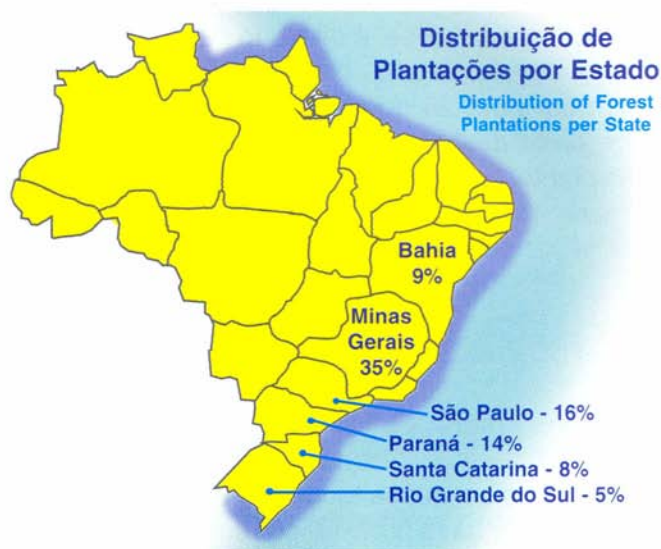 Distribuição de
Plantações por Estado
Distribution of Forest
Plantations per State
Bahia
9%
Minas
Gerais
35%
São Paulo - 16%
Paraná - 14%
Santa Catarina - 8%
Rio Grande do Sul - 5%